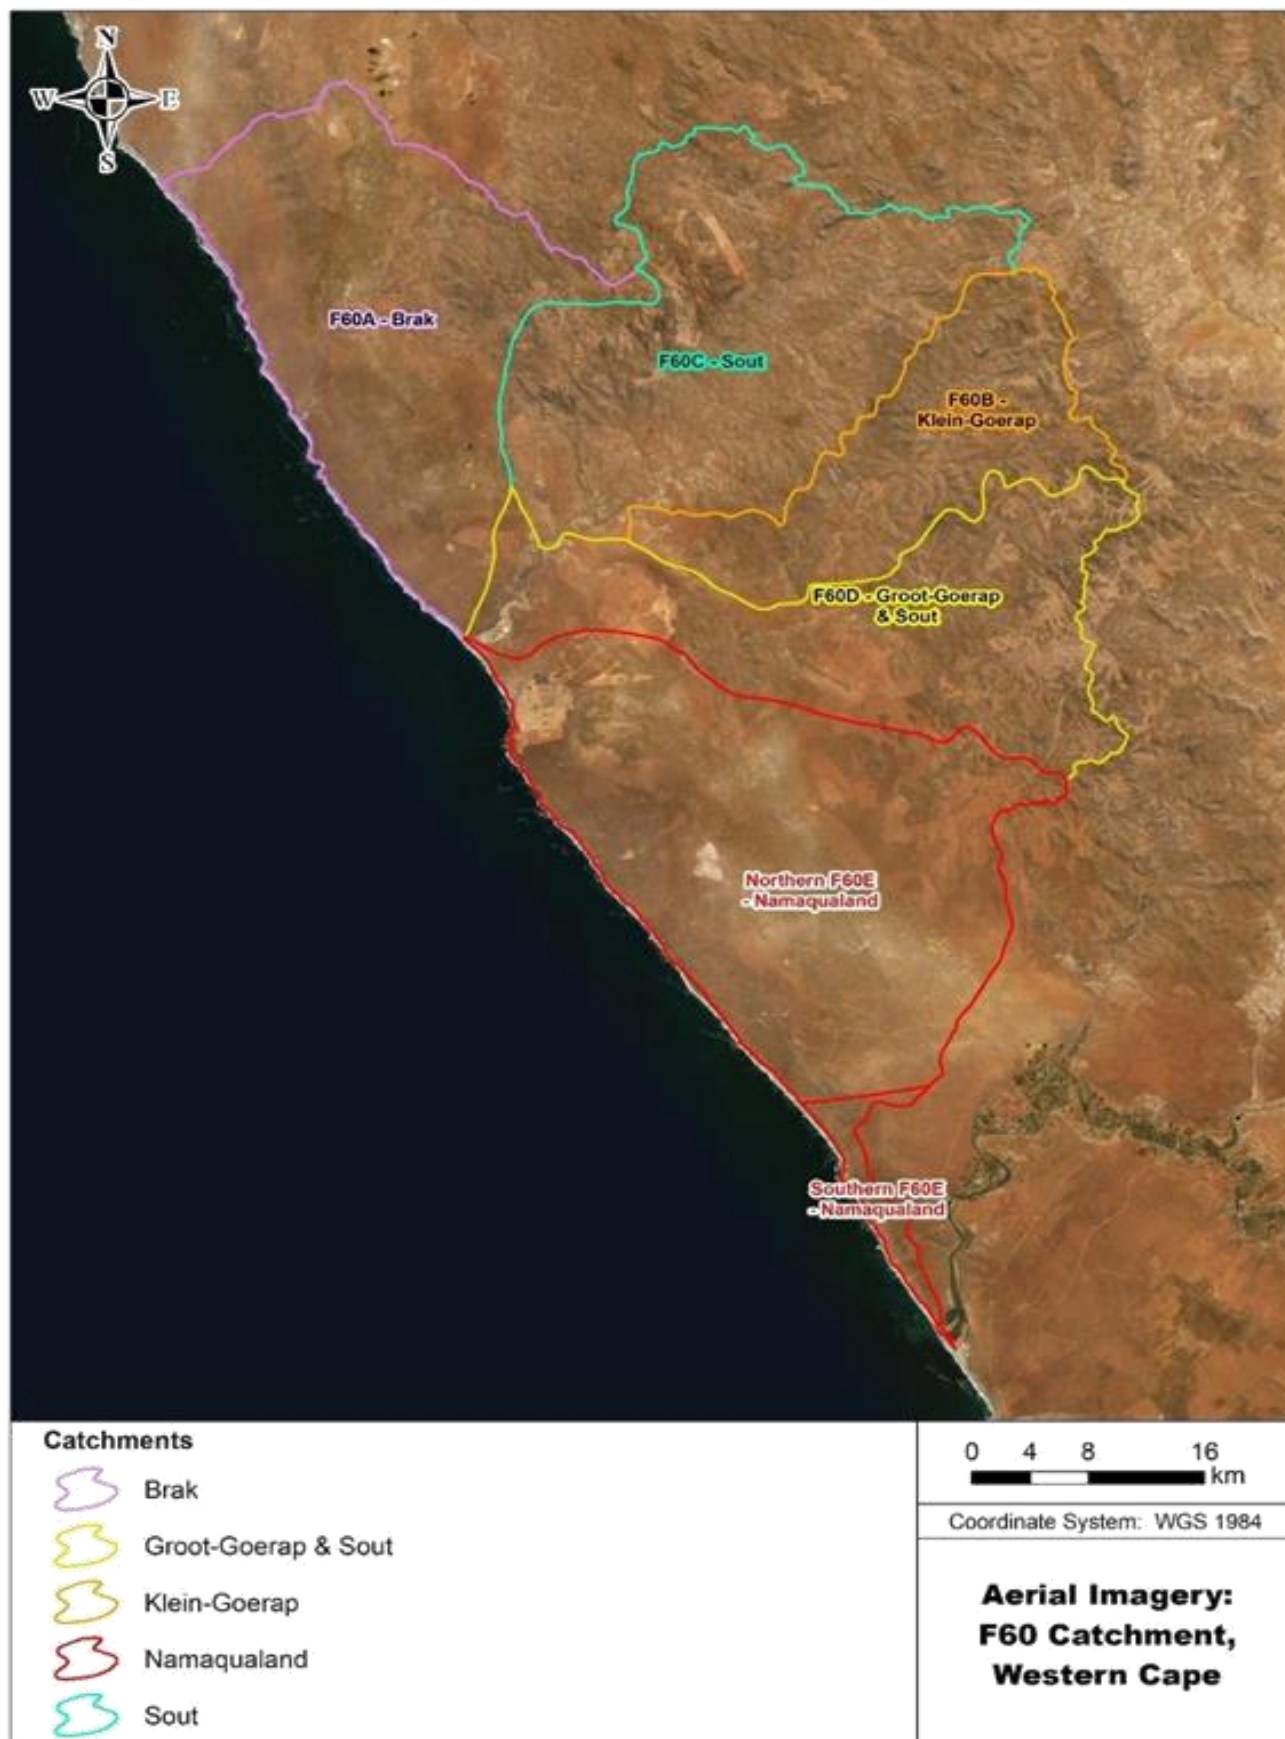 N
W E
S
F60A - Brak
F60C - Sout
F60B -
Klein-Goerap
F60D - Groot-Goerap
& Sout
Northern F60E
- Namaqualand
Southern F60E
- Namaqualand
Catchments
Brak
Groot-Goerap & Sout
Klein-Goerap
Namaqualand
Sout
0 4 8 16
km
Coordinate System: WGS 1984
Aerial Imagery:
F60 Catchment,
Western Cape